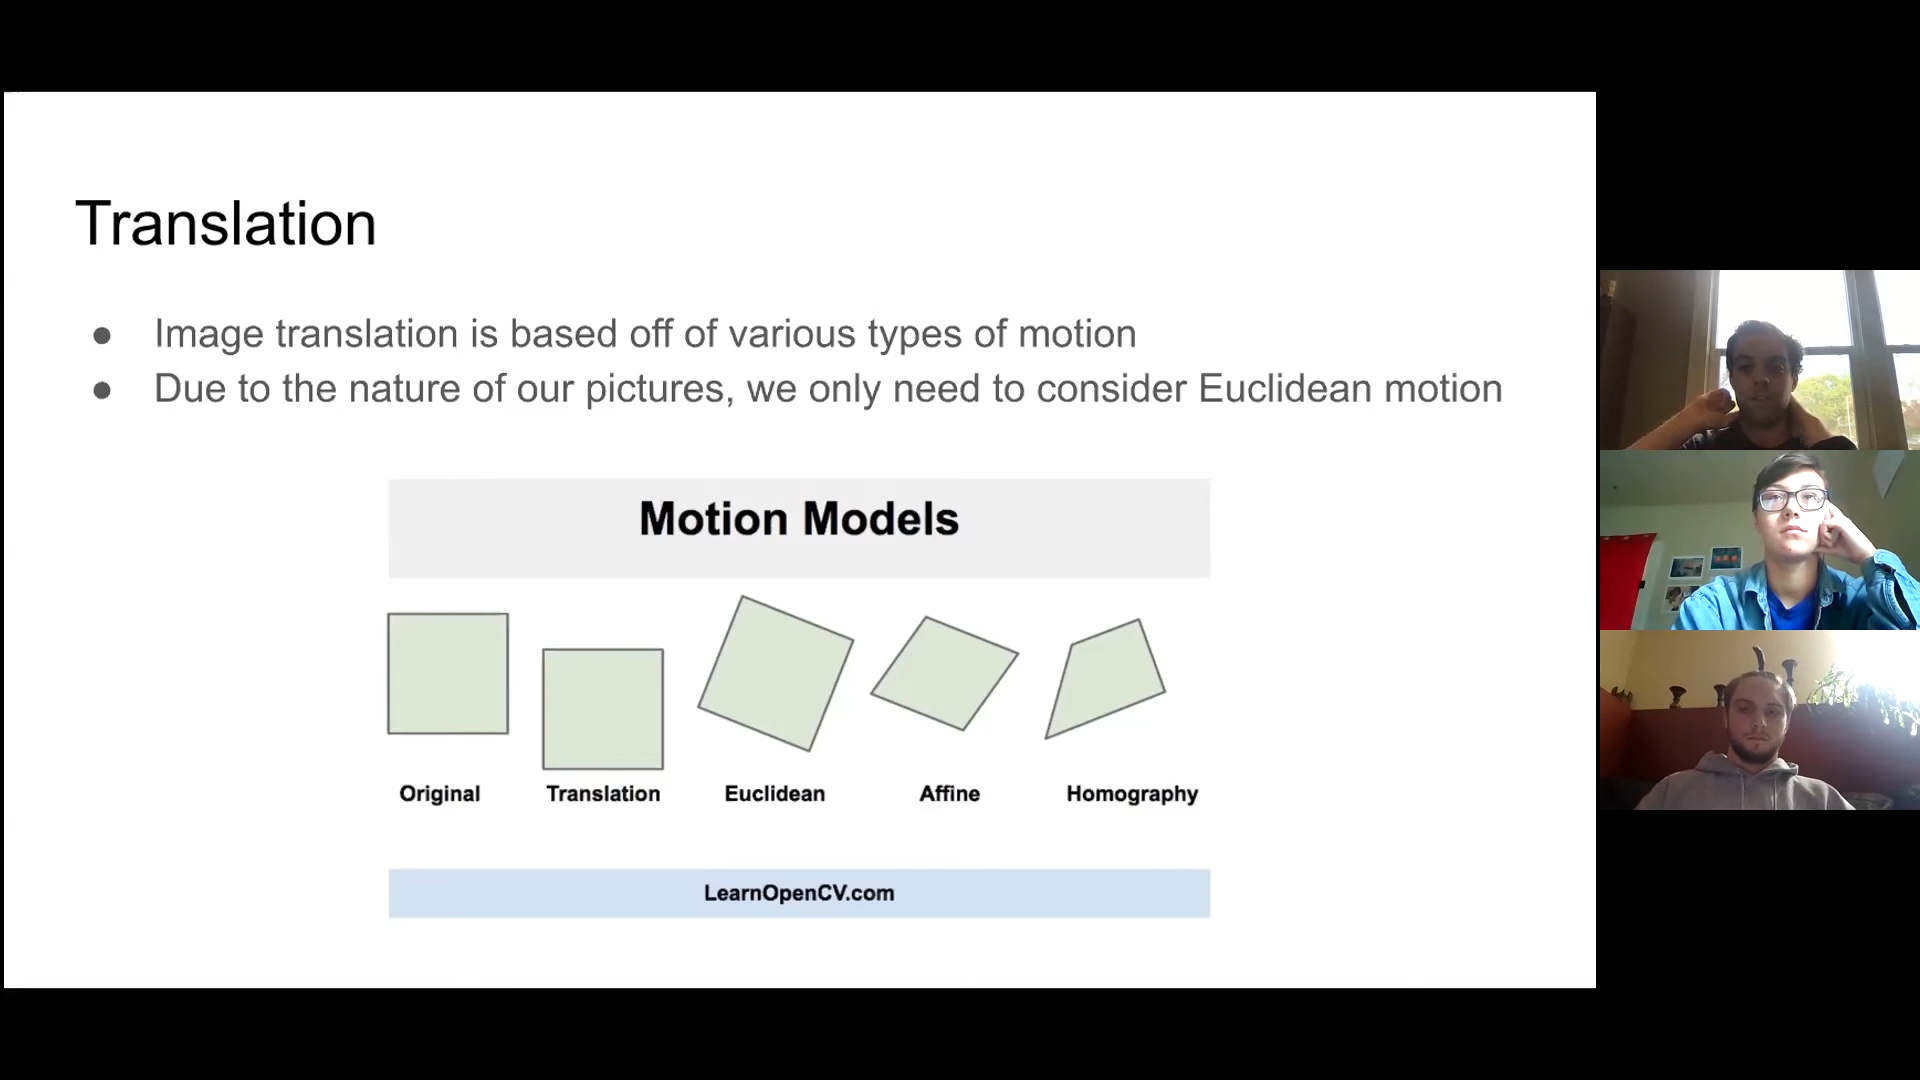 Translation
● Image translation is based off of various types of motion
● Due to the nature of our pictures, we only need to consider Euclidean motion
Motion Models
Original Translation Euclidean Affine Homography
LearnOpenCV.com